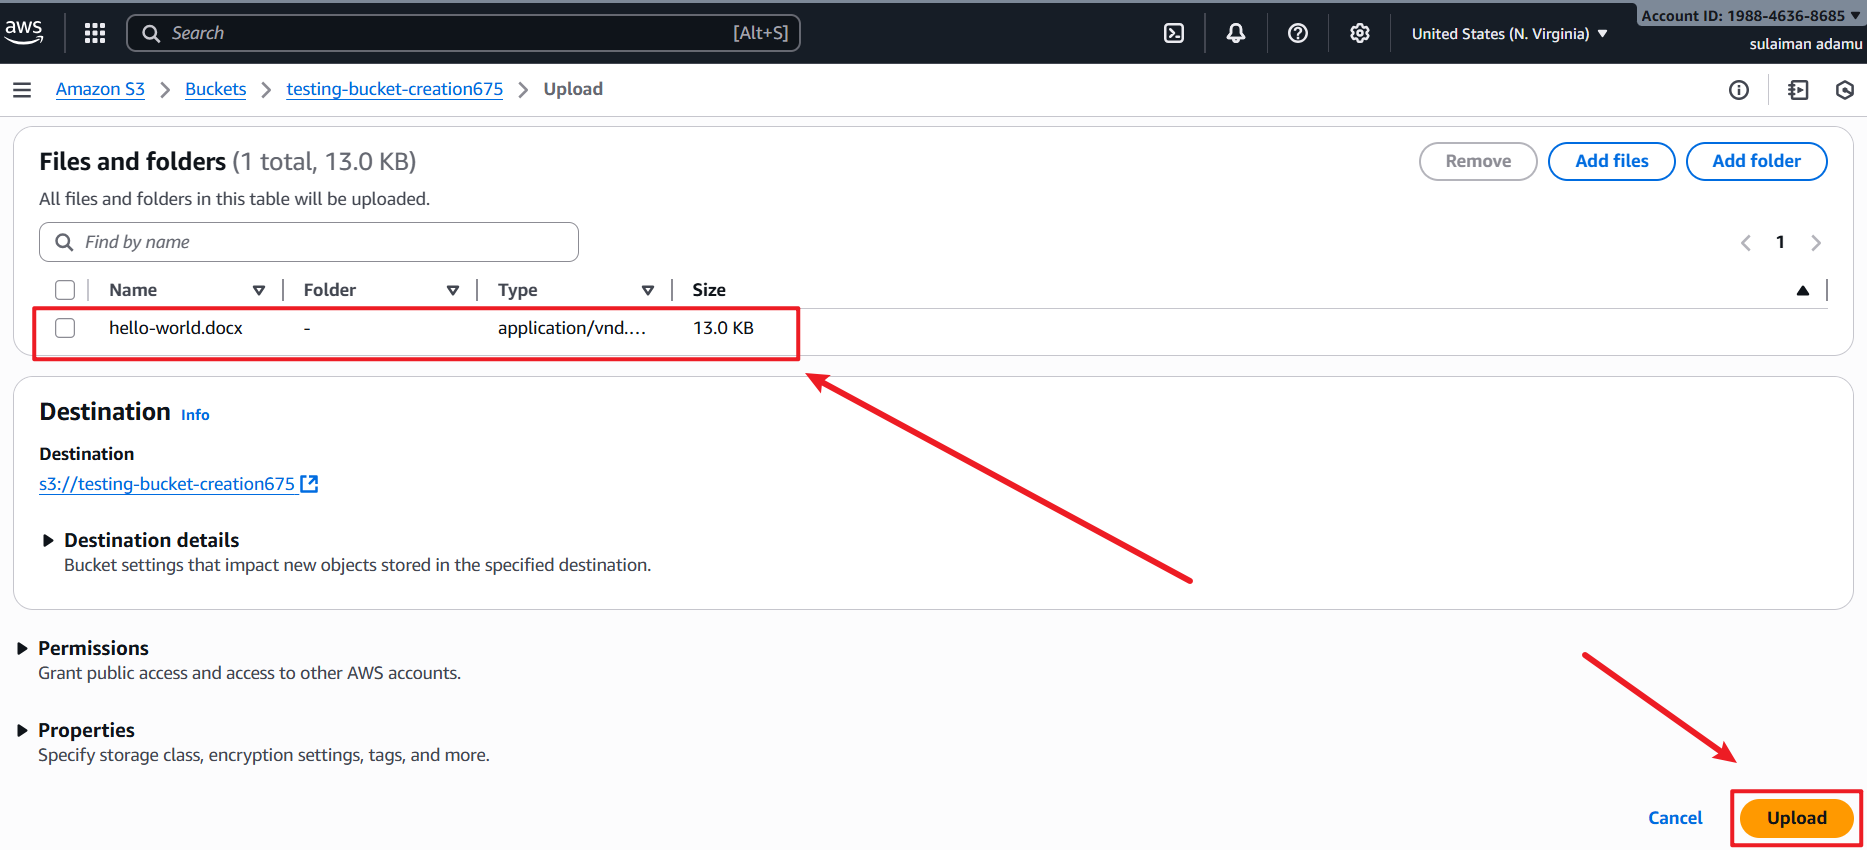 aws
Search [Alt+S]
United States (N. Virginia)
Account ID: 1988-4636-8685
sulaiman adamu
Amazon S3 Buckets testing-bucket-creation675 Upload
Files and folders (1 total, 13.0 KB)
Remove Add files Add folder
All files and folders in this table will be uploaded.
Find by name
1
Name Folder Type Size
hello-world.docx - application/vnd.... 13.0 KB
Destination Info
Destination
s3://testing-bucket-creation675
Destination details
Bucket settings that impact new objects stored in the specified destination.
Permissions
Grant public access and access to other AWS accounts.
Properties
Specify storage class, encryption settings, tags, and more.
Cancel Upload